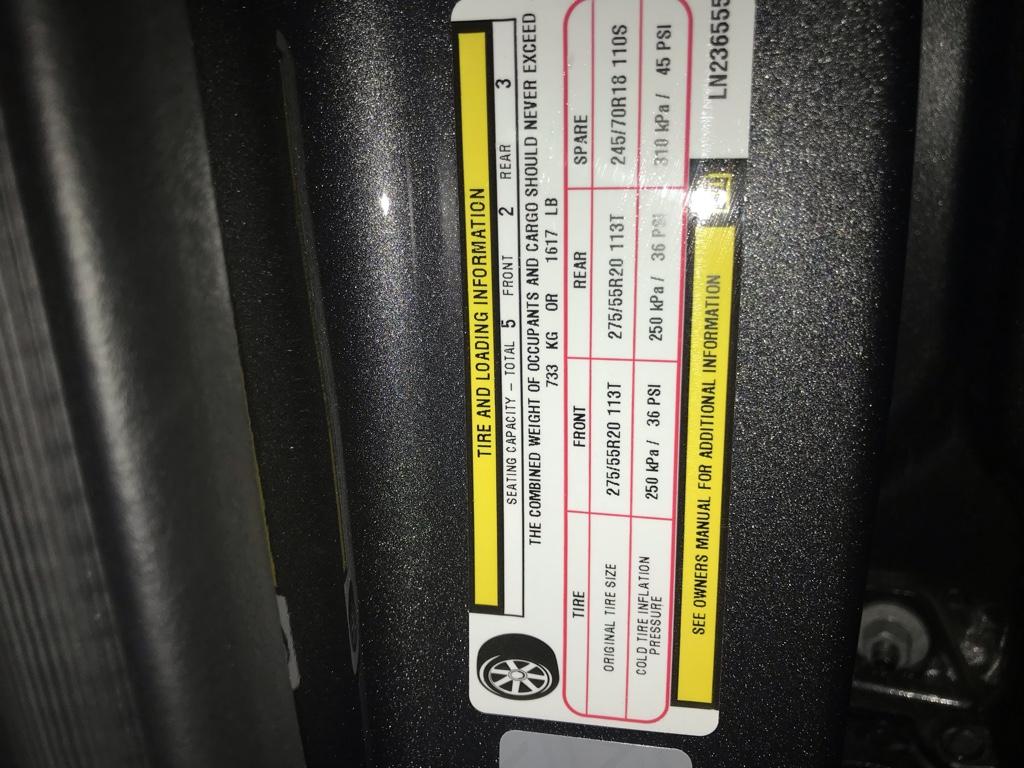 TIRE AND LOADING INFORMATION
SEATING CAPACITY – TOTAL 5 FRONT 2 REAR 3
THE COMBINED WEIGHT OF OCCUPANTS AND CARGO SHOULD NEVER EXCEED
733 KG OR 1617 LB
TIRE FRONT REAR SPARE
ORIGINAL TIRE SIZE 275/55R20 113T 275/55R20 113T 245/70R18 110S
COLD TIRE INFLATION
PRESSURE 250 kPa / 36 PSI 250 kPa / 36 PSI 310 kPa / 45 PSI
SEE OWNERS MANUAL FOR ADDITIONAL INFORMATION
LN236555